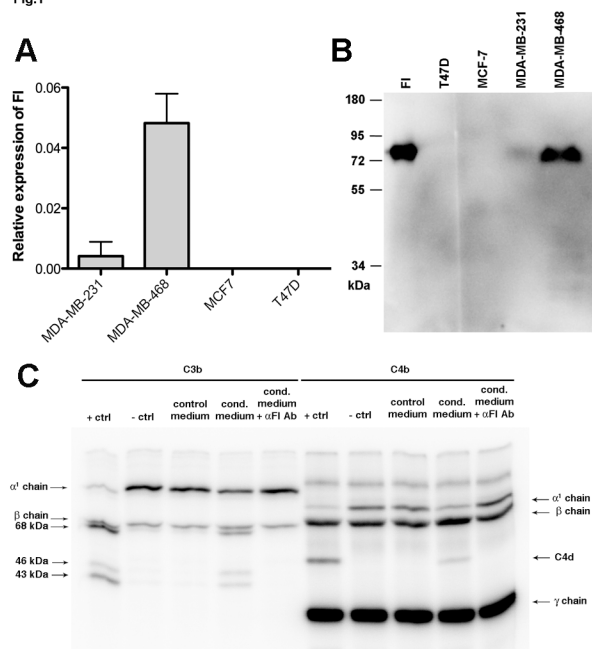 Fig.1
A
B
Relative expression of FI
0.06
0.04
0.02
0.00
MDA-MB-231
MDA-MB-468
MCF7
T47D
FI
T47D
MCF-7
MDA-MB-231
MDA-MB-468
180
95
72
55
34
kDa
C
C3b
C4b
+ ctrl
- ctrl
control medium
cond. medium
cond. medium + αFI Ab
+ ctrl
- ctrl
control medium
cond. medium
cond. medium + αFI Ab
α¹ chain
β chain
68 kDa
46 kDa
43 kDa
α¹ chain
β chain
C4d
γ chain